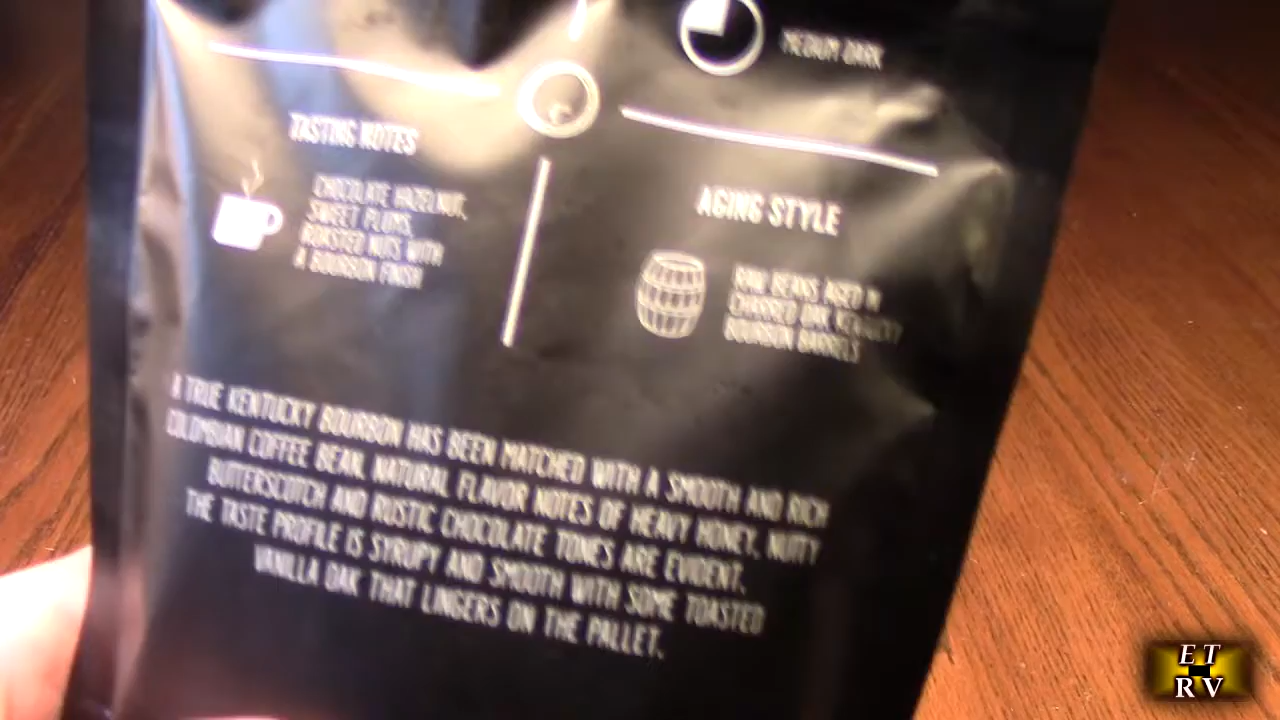 MEDIUM DARK
TASTING NOTES
CHOCOLATE HAZELNUT,
SWEET PLUMS,
ROASTED NUTS WITH
A BOURBON FINISH
AGING STYLE
RAW BEANS AGED IN
CHARRED OAK KENTUCKY
BOURBON BARRELS
A TRUE KENTUCKY BOURBON HAS BEEN MATCHED WITH A SMOOTH AND RICH
COLOMBIAN COFFEE BEAN. NATURAL FLAVOR NOTES OF HEAVY HONEY, NUTTY
BUTTERSCOTCH AND RUSTIC CHOCOLATE TONES ARE EVIDENT.
THE TASTE PROFILE IS SYRUPY AND SMOOTH WITH SOME TOASTED
VANILLA OAK THAT LINGERS ON THE PALLET.
ET
RV